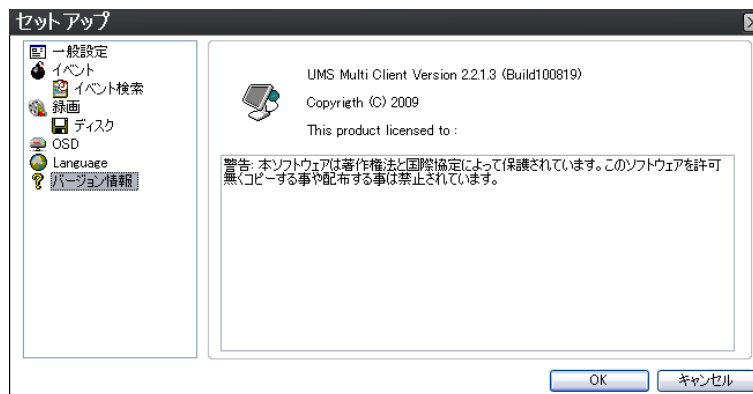 セットアップ
一般設定
イベント
イベント検索
録画
ディスク
OSD
Language
バージョン情報
UMS Multi Client Version 2.2.1.3 (Build100819)
Copyrigth (C) 2009
This product licensed to :
警告: 本ソフトウェアは著作権法と国際協定によって保護されています。このソフトウェアを許可
無くコピーする事や配布する事は禁止されています。
OK
キャンセル